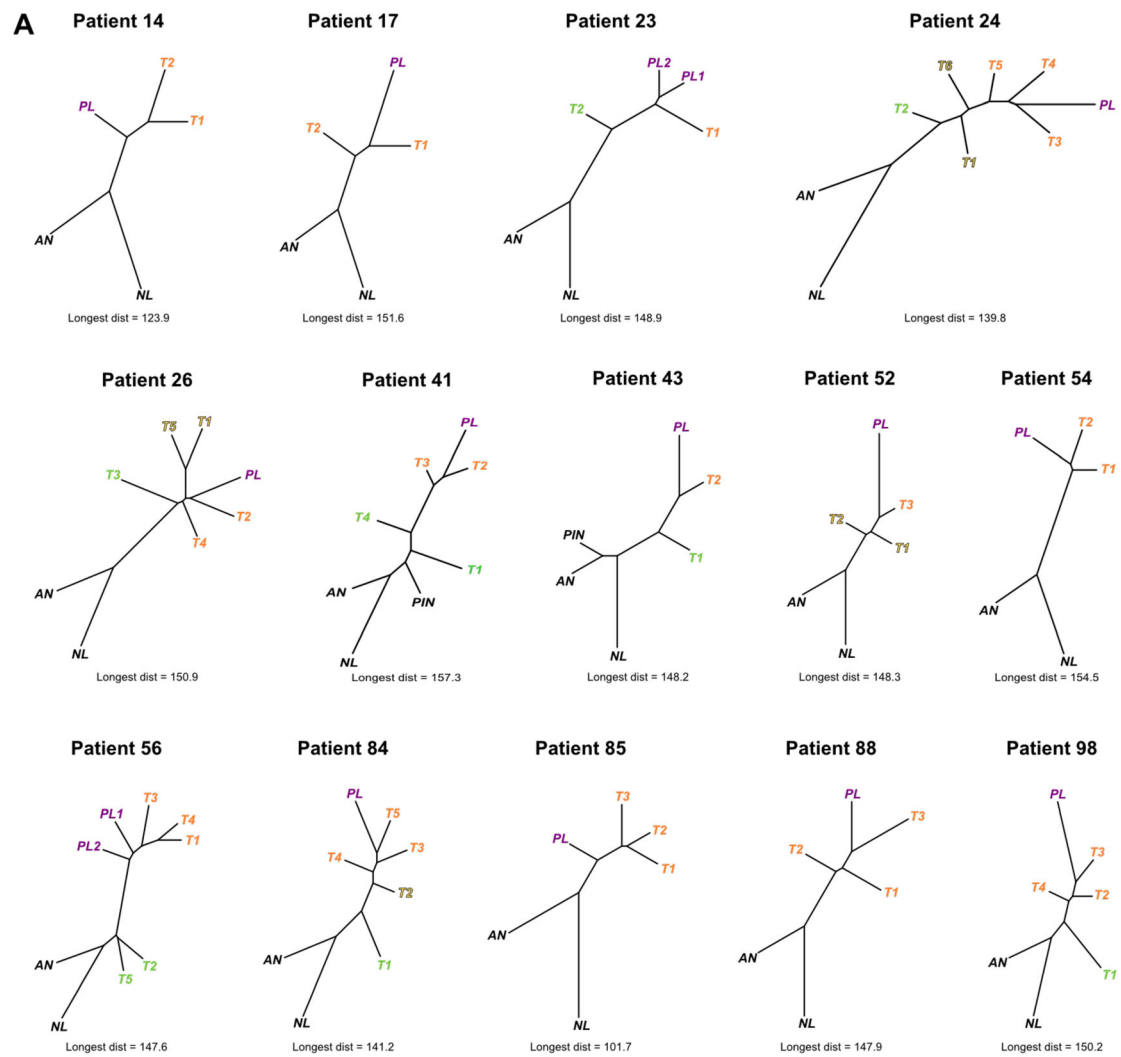 A
Patient 14
Patient 17
Patient 23
Patient 24
T2
PL
T1
AN
NL
Longest dist = 123.9
PL
T2
T1
AN
NL
Longest dist = 151.6
PL2
PL1
T2
T1
AN
NL
Longest dist = 148.9
T6
T5
T4
T2
PL
T3
T1
AN
NL
Longest dist = 139.8
Patient 26
Patient 41
Patient 43
Patient 52
Patient 54
T5
T1
T3
PL
T2
T4
AN
NL
Longest dist = 150.9
PL
T3
T2
T4
T1
AN
PIN
NL
Longest dist = 157.3
PL
T2
PIN
T1
AN
NL
Longest dist = 148.2
PL
T3
T2
T1
AN
NL
Longest dist = 148.3
T2
PL
T1
AN
NL
Longest dist = 154.5
Patient 56
Patient 84
Patient 85
Patient 88
Patient 98
T3
PL1
T4
T1
PL2
AN
T2
T5
NL
Longest dist = 147.6
PL
T5
T3
T4
T2
AN
T1
NL
Longest dist = 141.2
T3
T2
PL
T1
AN
NL
Longest dist = 101.7
PL
T3
T2
T1
AN
NL
Longest dist = 147.9
PL
T3
T4
T2
AN
T1
NL
Longest dist = 150.2